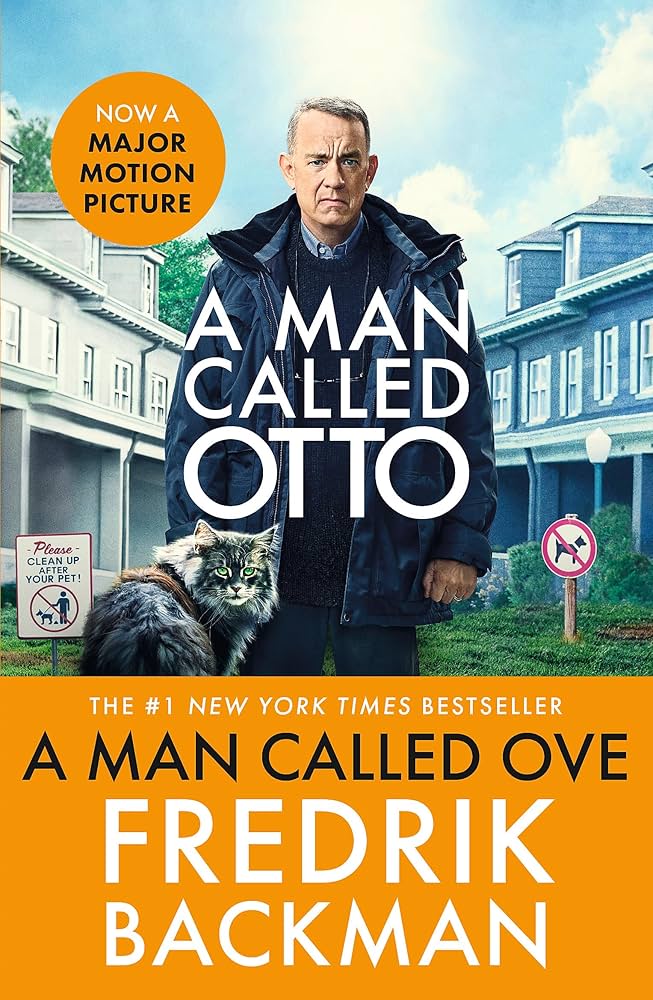 NOW A
MAJOR
MOTION
PICTURE
A MAN
CALLED
OTTO
- Please -
CLEAN UP
AFTER
YOUR PET!
THE #1 NEW YORK TIMES BESTSELLER
A MAN CALLED OVE
FREDRIK
BACKMAN